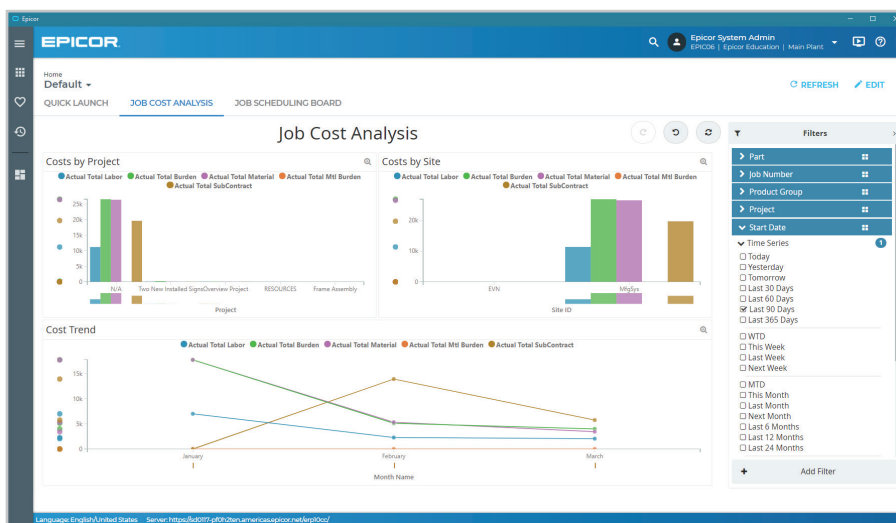 Epicor
EPICOR
Epicor System Admin
EPIC06 | Epicor Education | Main Plant
Home
Default
REFRESH
EDIT
QUICK LAUNCH JOB COST ANALYSIS JOB SCHEDULING BOARD
Job Cost Analysis
Costs by Project
Actual Total Labor Actual Total Burden Actual Total Material Actual Total Mtl Burden
Actual Total SubContract
25k
20k
15k
10k
5k
0
N/A Two New Installed Signs Overview Project RESOURCES Frame Assembly
Project
Costs by Site
Actual Total Labor Actual Total Burden Actual Total Material Actual Total Mtl Burden
Actual Total SubContract
20k
10k
0
EVN MfgSys
Site ID
Cost Trend
Actual Total Labor Actual Total Burden Actual Total Material Actual Total Mtl Burden Actual Total SubContract
15k
10k
5k
0
January February March
Month Name
Filters
Part
Job Number
Product Group
Project
Start Date
Time Series 1
Today
Yesterday
Tomorrow
Last 30 Days
Last 60 Days
Last 90 Days
Last 365 Days
WTD
This Week
Last Week
Next Week
MTD
This Month
Last Month
Next Month
Last 6 Months
Last 12 Months
Last 24 Months
+ Add Filter
Language: English/United States Server: https://sd0117-pf0h2ten.americas.epicor.net/erp10cc/